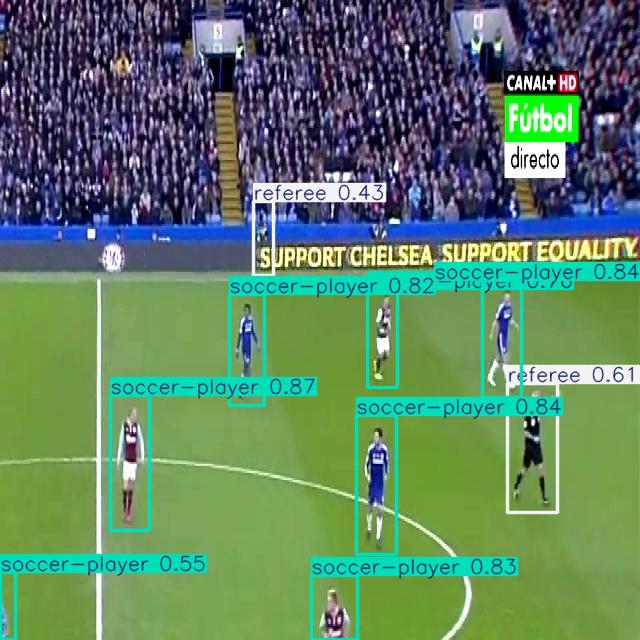 5
6
CANAL+ HD
Fútbol
directo
referee 0.43
SUPPORT CHELSEA. SUPPORT EQUALITY.
soccer-player 0.84
soccer-player 0.82
referee 0.61
soccer-player 0.87
soccer-player 0.84
soccer-player 0.55
soccer-player 0.83